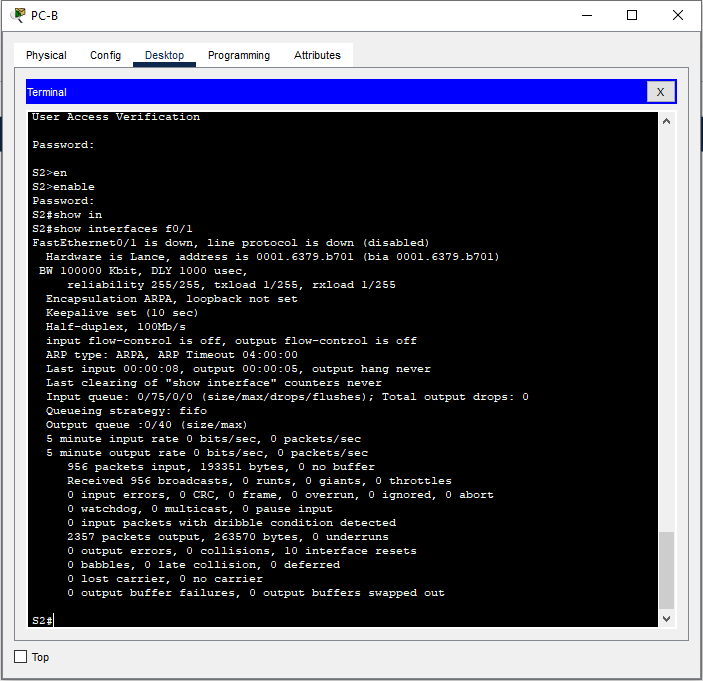 PC-B
Physical Config Desktop Programming Attributes
Terminal X
User Access Verification
Password:
S2>en
S2>enable
Password:
S2#show in
S2#show interfaces f0/1
FastEthernet0/1 is down, line protocol is down (disabled)
Hardware is Lance, address is 0001.6379.b701 (bia 0001.6379.b701)
BW 100000 Kbit, DLY 1000 usec,
reliability 255/255, txload 1/255, rxload 1/255
Encapsulation ARPA, loopback not set
Keepalive set (10 sec)
Half-duplex, 100Mb/s
input flow-control is off, output flow-control is off
ARP type: ARPA, ARP Timeout 04:00:00
Last input 00:00:08, output 00:00:05, output hang never
Last clearing of "show interface" counters never
Input queue: 0/75/0/0 (size/max/drops/flushes); Total output drops: 0
Queueing strategy: fifo
Output queue :0/40 (size/max)
5 minute input rate 0 bits/sec, 0 packets/sec
5 minute output rate 0 bits/sec, 0 packets/sec
956 packets input, 193351 bytes, 0 no buffer
Received 956 broadcasts, 0 runts, 0 giants, 0 throttles
0 input errors, 0 CRC, 0 frame, 0 overrun, 0 ignored, 0 abort
0 watchdog, 0 multicast, 0 pause input
0 input packets with dribble condition detected
2357 packets output, 263570 bytes, 0 underruns
0 output errors, 0 collisions, 10 interface resets
0 babbles, 0 late collision, 0 deferred
0 lost carrier, 0 no carrier
0 output buffer failures, 0 output buffers swapped out
S2#
Top